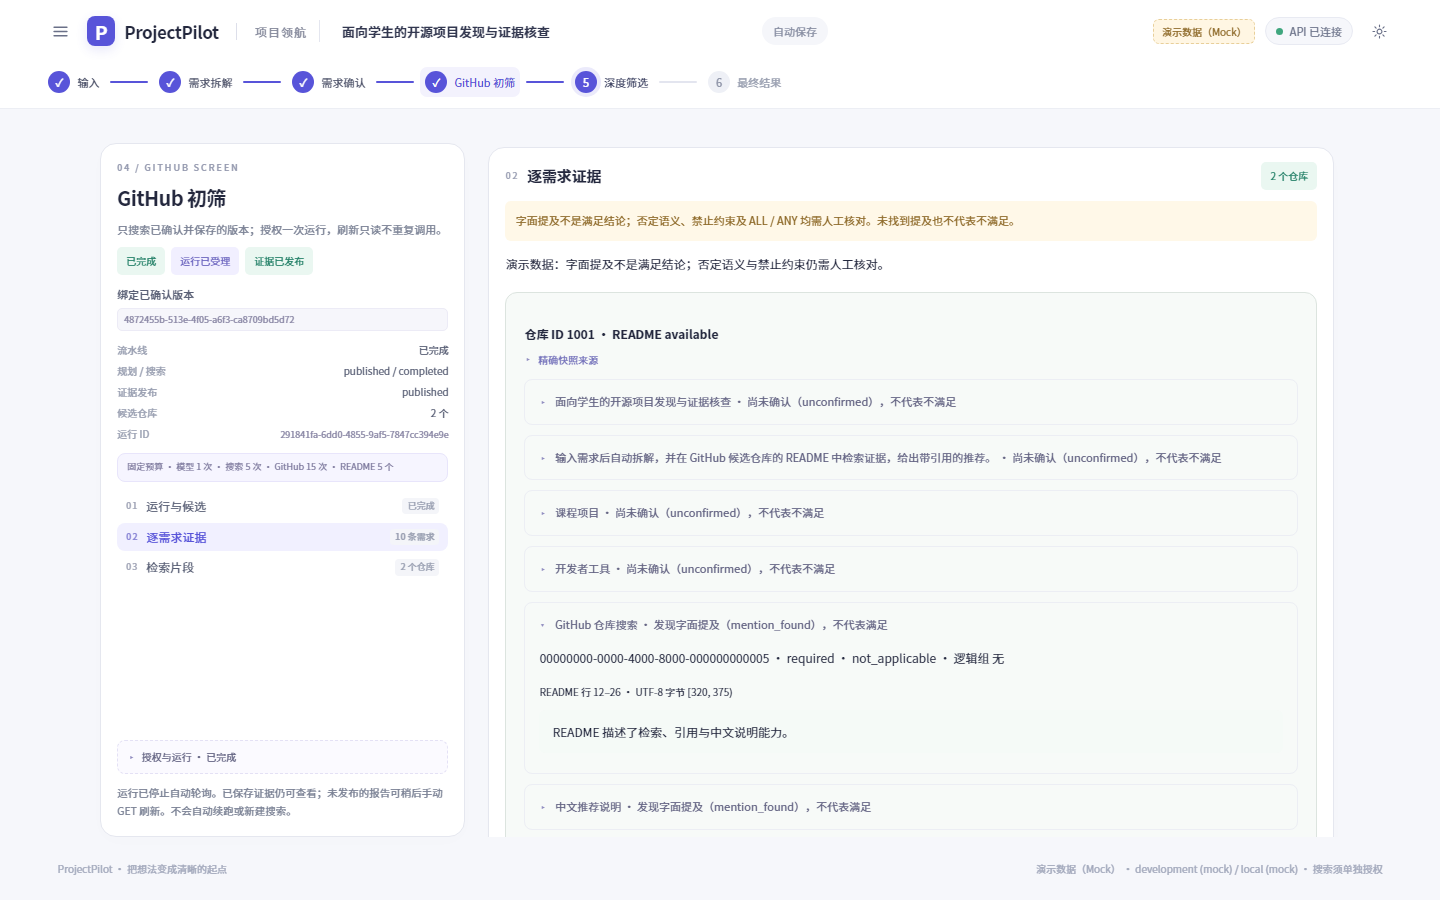 ProjectPilot
项目领航
面向学生的开源项目发现与证据核查
自动保存
演示数据（Mock）
API 已连接
输入
需求拆解
需求确认
GitHub 初筛
5 深度筛选
6 最终结果
04 / GITHUB SCREEN
GitHub 初筛
只搜索已确认并保存的版本；授权一次运行，刷新只读不重复调用。
已完成 运行已受理 证据已发布
绑定已确认版本
4872455b-513e-4f05-a6f3-ca8709bd5d72
流水线 已完成
规划 / 搜索 published / completed
证据发布 published
候选仓库 2 个
运行 ID 291841fa-6dd0-4855-9af5-7847cc394e9e
固定预算 · 模型 1 次 · 搜索 5 次 · GitHub 15 次 · README 5 个
01 运行与候选 已完成
02 逐需求证据 10 条需求
03 检索片段 2 个仓库
授权与运行 · 已完成
运行已停止自动轮询。已保存证据仍可查看；未发布的报告可稍后手动
GET 刷新。不会自动续跑或新建搜索。
02 逐需求证据
2 个仓库
字面提及不是满足结论；否定语义、禁止约束及 ALL / ANY 均需人工核对。未找到提及也不代表不满足。
演示数据：字面提及不是满足结论；否定语义与禁止约束仍需人工核对。
仓库 ID 1001 · README available
精确快照来源
面向学生的开源项目发现与证据核查 · 尚未确认（unconfirmed），不代表不满足
输入需求后自动拆解，并在 GitHub 候选仓库的 README 中检索证据，给出带引用的推荐。 · 尚未确认（unconfirmed），不代表不满足
课程项目 · 尚未确认（unconfirmed），不代表不满足
开发者工具 · 尚未确认（unconfirmed），不代表不满足
GitHub 仓库搜索 · 发现字面提及（mention_found），不代表满足
00000000-0000-4000-8000-000000000005 · required · not_applicable · 逻辑组 无
README 行 12–26 · UTF-8 字节 [320, 375)
README 描述了检索、引用与中文说明能力。
中文推荐说明 · 发现字面提及（mention_found），不代表满足
ProjectPilot · 把想法变成清晰的起点
演示数据（Mock） · development (mock) / local (mock) · 搜索须单独授权